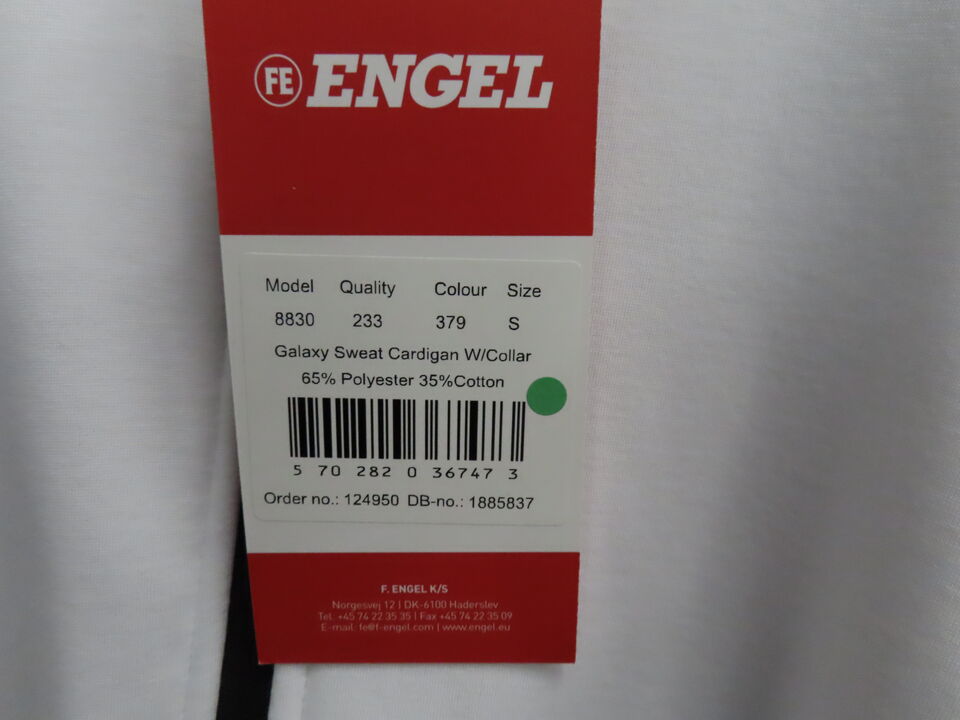 FE ENGEL
Model Quality Colour Size
8830 233 379 S
Galaxy Sweat Cardigan W/Collar
65% Polyester 35%Cotton
5 70 282 0 36747 3
Order no.: 124950 DB-no.: 1885837
F. ENGEL K/S
Norgesvej 12 | DK-6100 Haderslev
Tel: +45 74 22 35 35 | Fax +45 74 22 35 09
E-mail: fe@f-engel.com | www.engel.eu